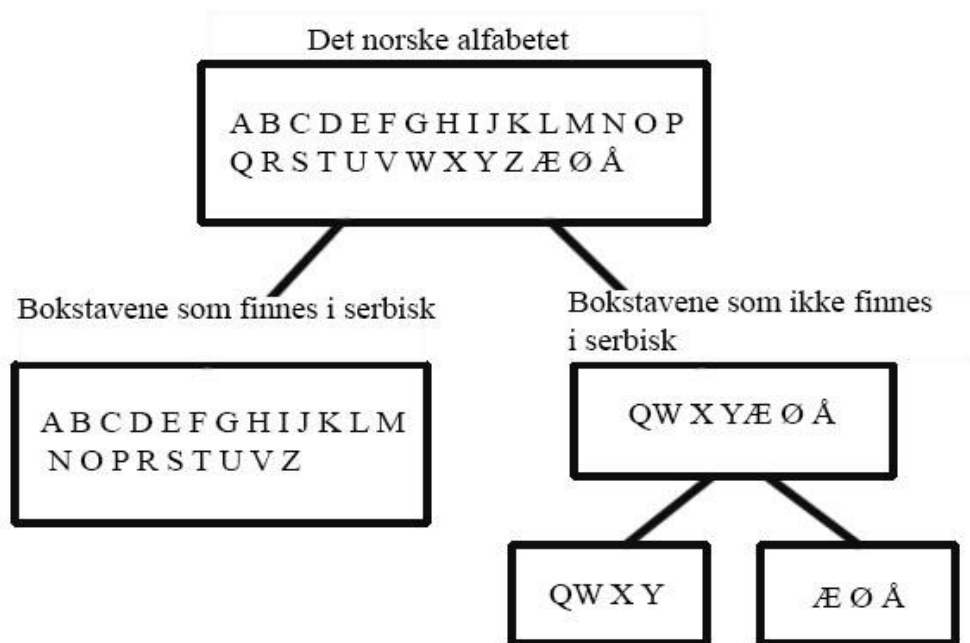 Det norske alfabetet
A B C D E F G H I J K L M N O P
Q R S T U V W X Y Z Æ Ø Å
Bokstavene som finnes i serbisk
A B C D E F G H I J K L M
N O P R S T U V Z
Bokstavene som ikke finnes
i serbisk
QW X YÆ Ø Å
QW X Y
Æ Ø Å